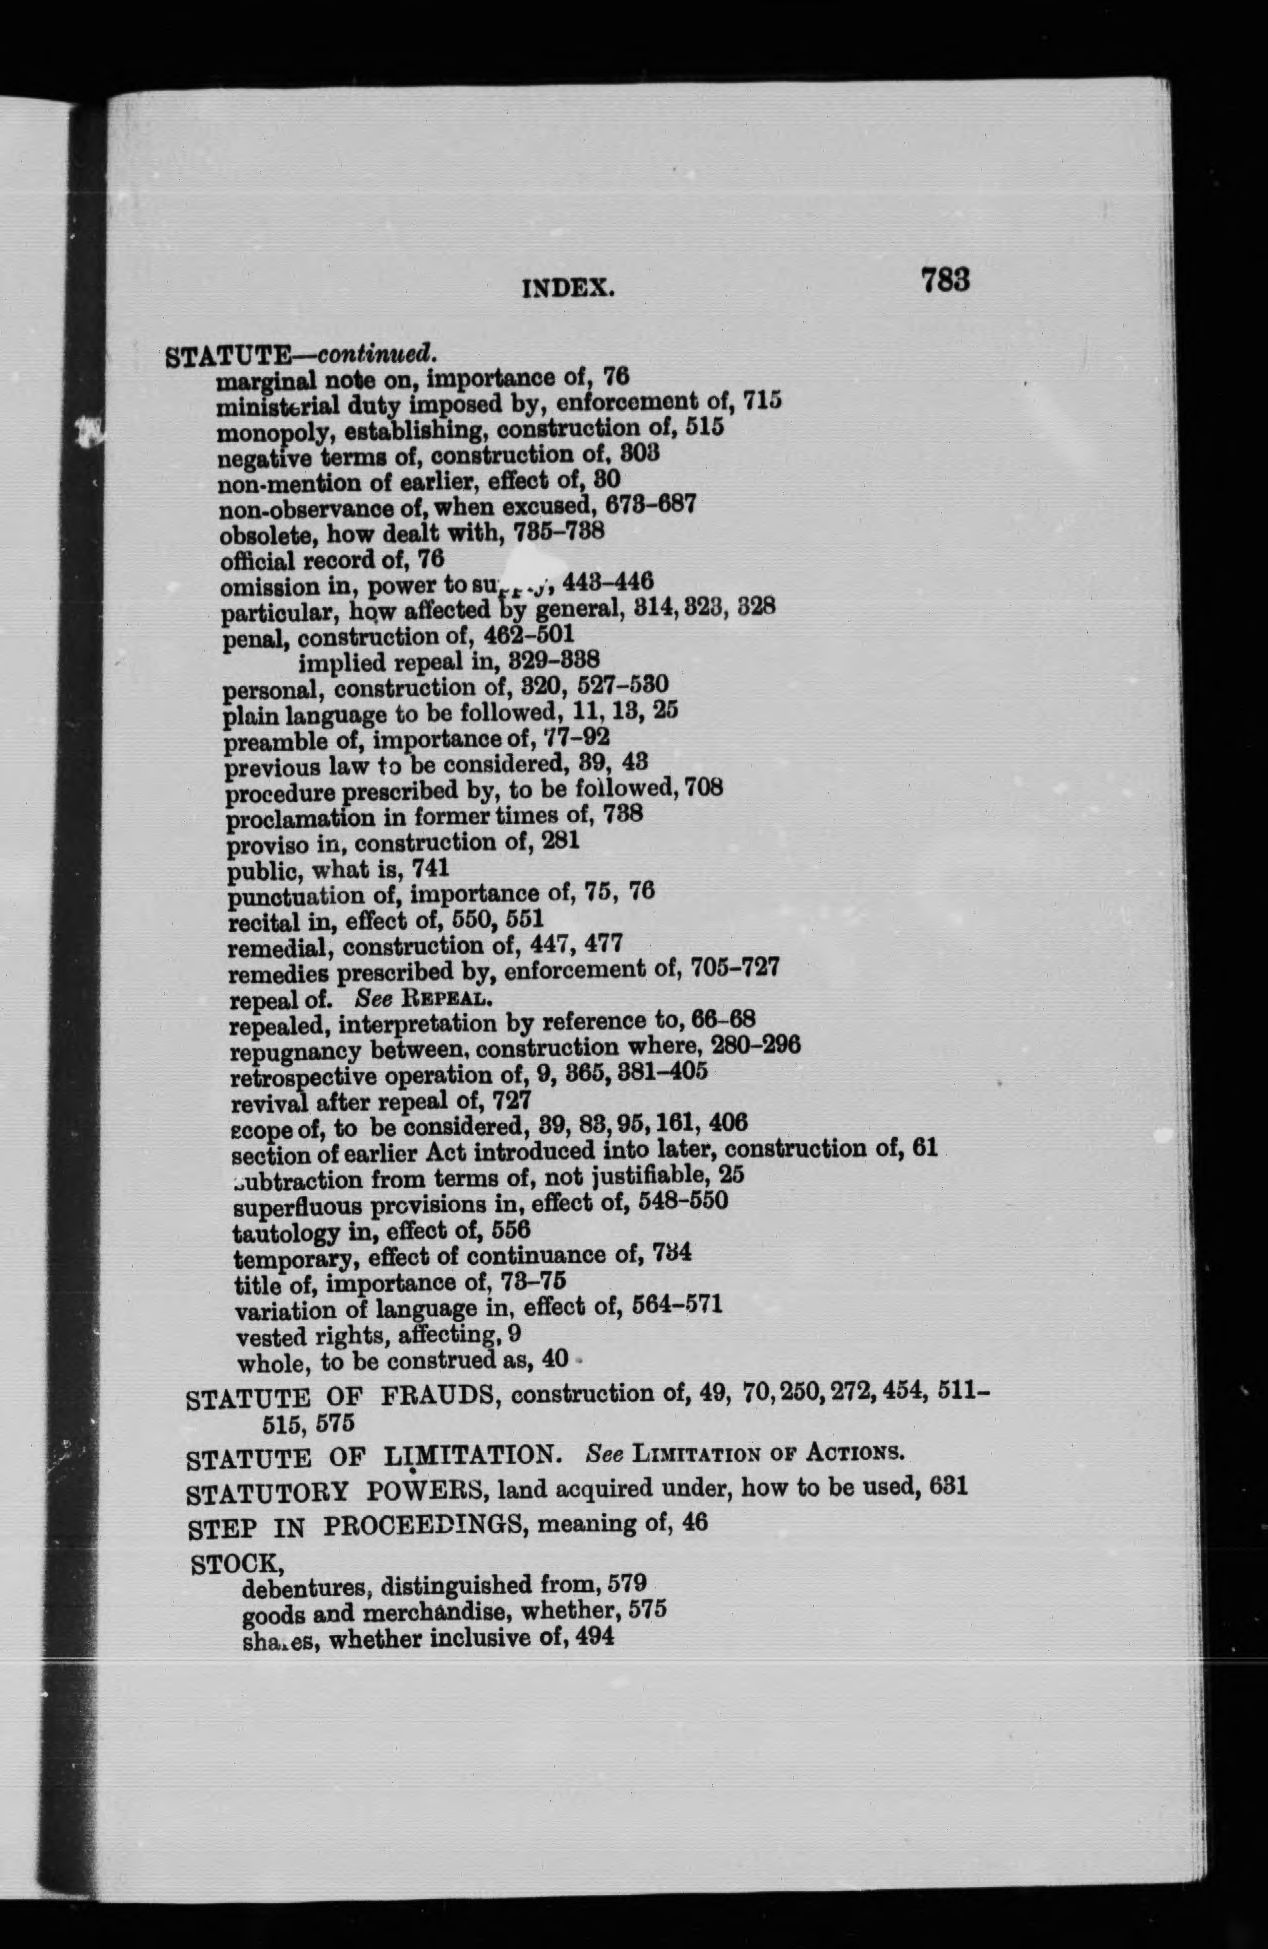 INDEX. 783
STATUTE—continued.
marginal note on, importance of, 76
ministerial duty imposed by, enforcement of, 715
monopoly, establishing, construction of, 515
negative terms of, construction of, 303
non-mention of earlier, effect of, 30
non-observance of, when excused, 673–687
obsolete, how dealt with, 735–738
official record of, 76
omission in, power to 443–446
particular, how affected by general, 314, 323, 328
penal, construction of, 462–501
implied repeal in, 329–338
personal, construction of, 320, 527–530
plain language to be followed, 11, 13, 25
preamble of, importance of, 77–92
previous law to be considered, 39, 43
procedure prescribed by, to be followed, 708
proclamation in former times of, 738
proviso in, construction of, 281
public, what is, 741
punctuation of, importance of, 75, 76
recital in, effect of, 550, 551
remedial, construction of, 447, 477
remedies prescribed by, enforcement of, 705–727
repeal of. See REPEAL.
repealed, interpretation by reference to, 66–68
repugnancy between, construction where, 280–296
retrospective operation of, 9, 365, 381–405
revival after repeal of, 727
scope of, to be considered, 39, 83, 95, 161, 406
section of earlier Act introduced into later, construction of, 61
subtraction from terms of, not justifiable, 25
superfluous provisions in, effect of, 548–550
tautology in, effect of, 556
temporary, effect of continuance of, 734
title of, importance of, 73–75
variation of language in, effect of, 564–571
vested rights, affecting, 9
whole, to be construed as, 40
STATUTE OF FRAUDS, construction of, 49, 70, 250, 272, 454, 511–
515, 575
STATUTE OF LIMITATION. See LIMITATION OF ACTIONS.
STATUTORY POWERS, land acquired under, how to be used, 631
STEP IN PROCEEDINGS, meaning of, 46
STOCK,
debentures, distinguished from, 579
goods and merchandise, whether, 575
shares, whether inclusive of, 494